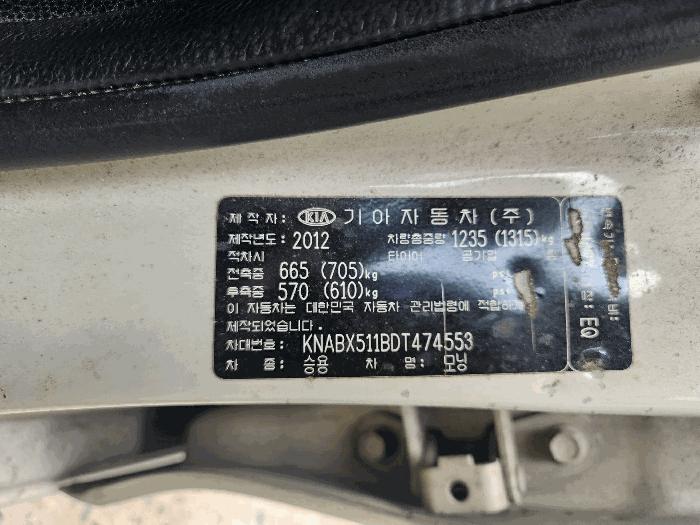 제 작 자: KIA 기아자동차(주)
제작년도: 2012 차량총중량 1235 (1315)kg
적차시 타이어 공기압
전축중 665 (705)kg psi
후축중 570 (610)kg psi
이 자동차는 대한민국 자동차 관리법령에 적합하게
제작되었습니다.
차대번호: KNABX511BDT474553
차 종: 승용 차 명: 모닝
EQ